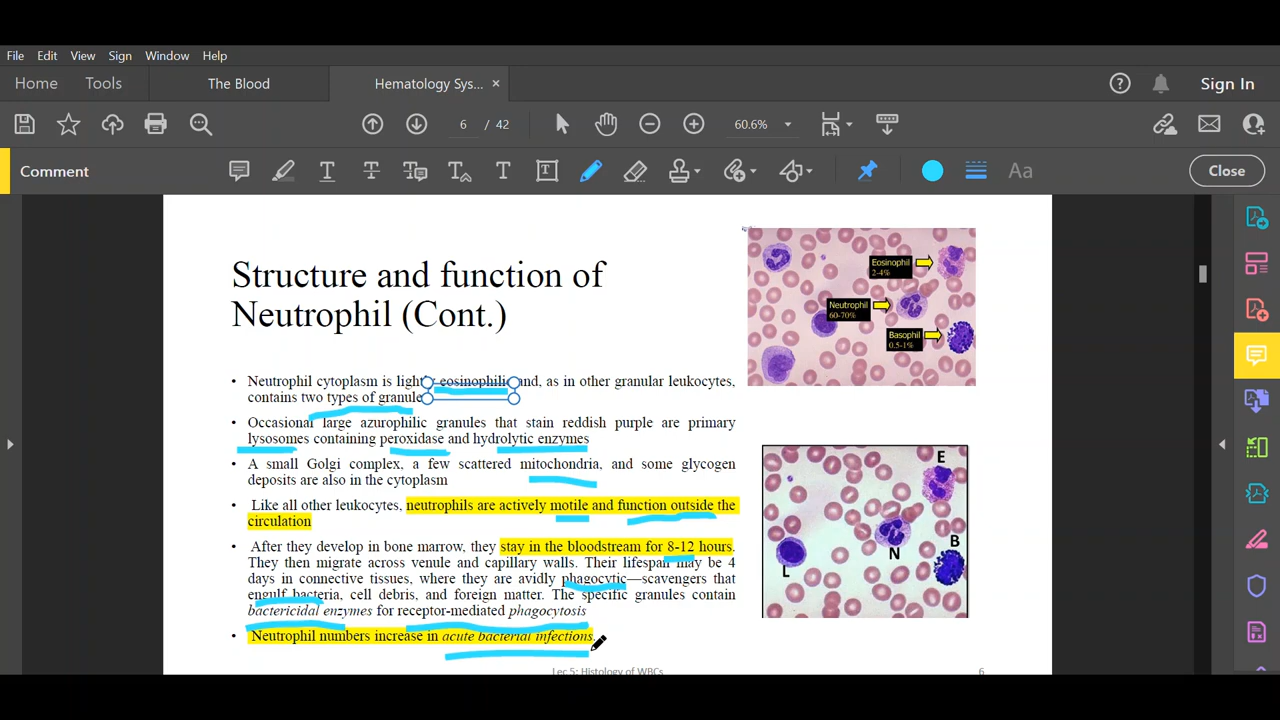 File Edit View Sign Window Help
Home Tools The Blood Hematology Sys... × Sign In
6 / 42 60.6%
Comment Close
Structure and function of
Neutrophil (Cont.)
• Neutrophil cytoplasm is lightly eosinophilic and, as in other granular leukocytes,
contains two types of granule
• Occasional large azurophilic granules that stain reddish purple are primary
lysosomes containing peroxidase and hydrolytic enzymes
• A small Golgi complex, a few scattered mitochondria, and some glycogen
deposits are also in the cytoplasm
• Like all other leukocytes, neutrophils are actively motile and function outside the
circulation
• After they develop in bone marrow, they stay in the bloodstream for 8-12 hours.
They then migrate across venule and capillary walls. Their lifespan may be 4
days in connective tissues, where they are avidly phagocytic—scavengers that
engulf bacteria, cell debris, and foreign matter. The specific granules contain
bactericidal enzymes for receptor-mediated phagocytosis
• Neutrophil numbers increase in acute bacterial infections.
Eosinophil
2-4%
Neutrophil
60-70%
Basophil
0.5-1%
E
N
B
L
Lec 5: Histology of WBCs 6